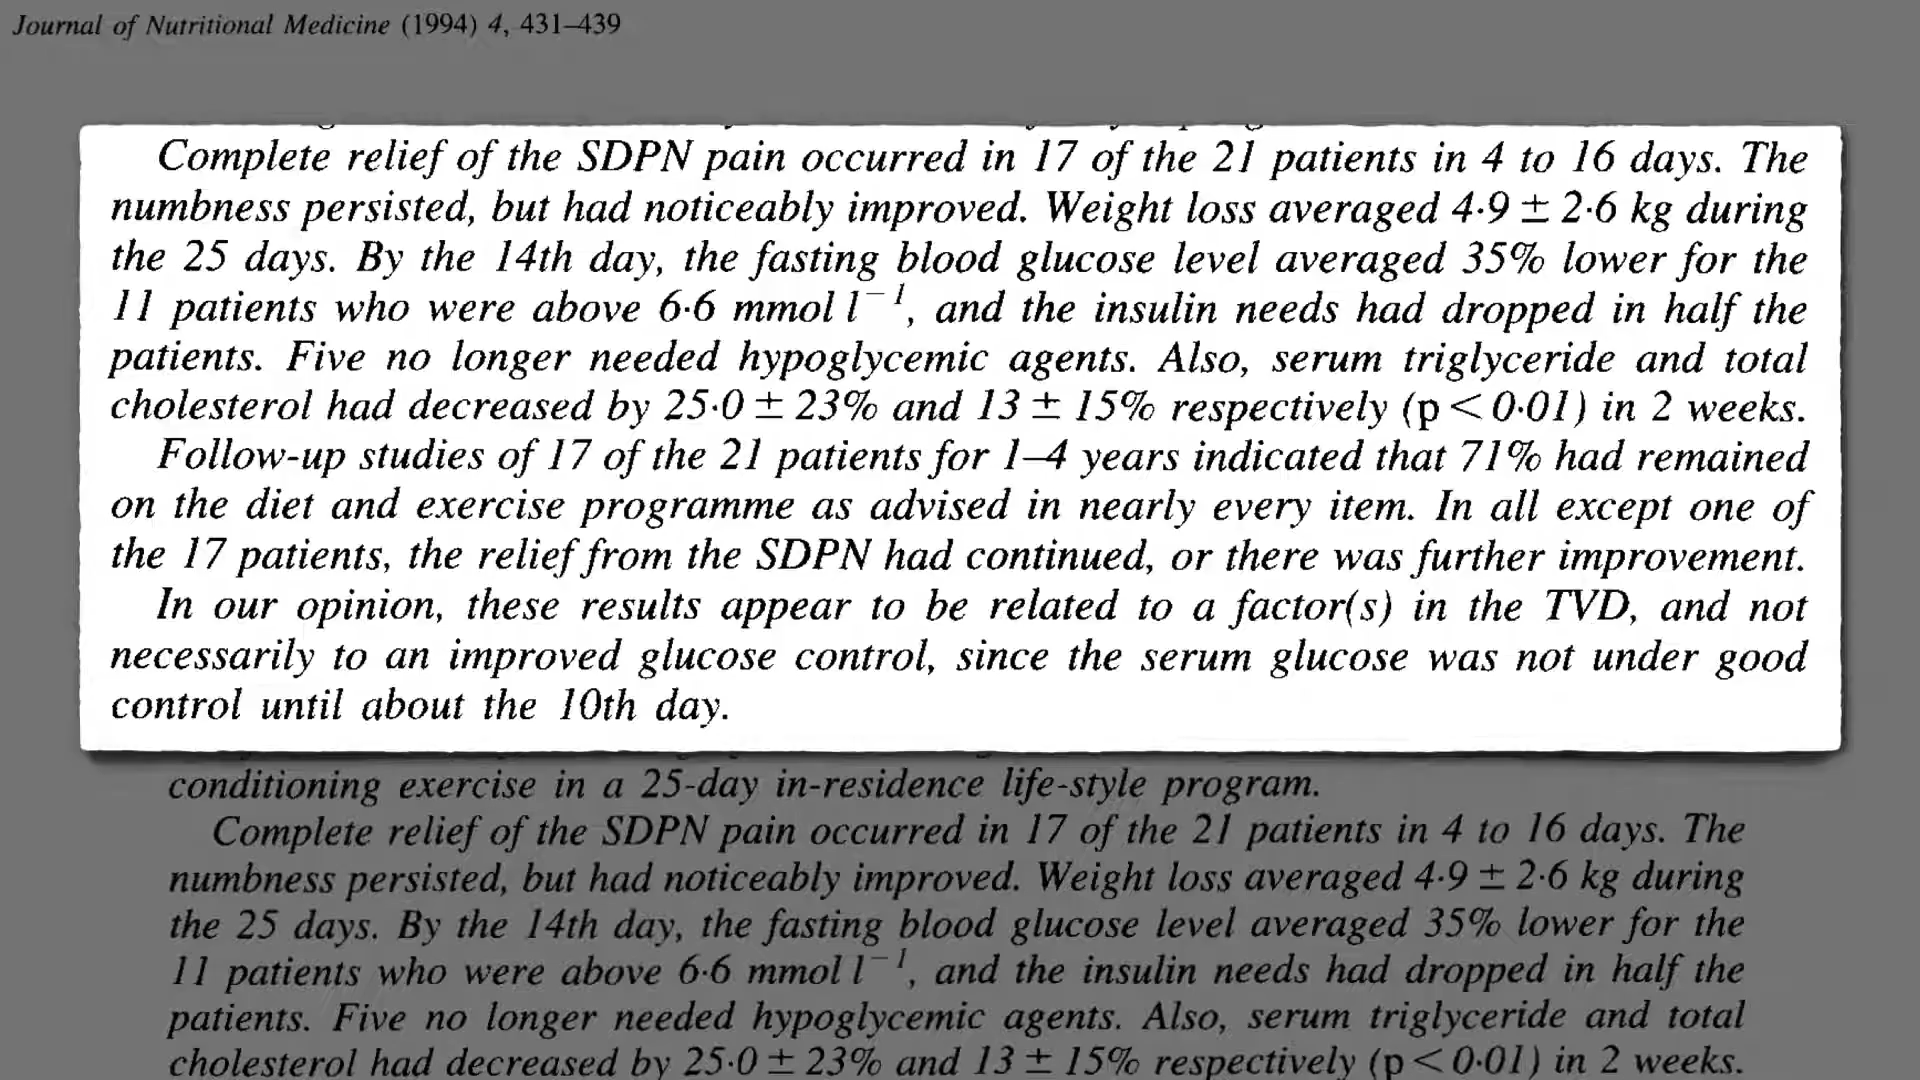 Journal of Nutritional Medicine (1994) 4, 431–439
Complete relief of the SDPN pain occurred in 17 of the 21 patients in 4 to 16 days. The
numbness persisted, but had noticeably improved. Weight loss averaged 4·9 ± 2·6 kg during
the 25 days. By the 14th day, the fasting blood glucose level averaged 35% lower for the
11 patients who were above 6·6 mmol l⁻¹, and the insulin needs had dropped in half the
patients. Five no longer needed hypoglycemic agents. Also, serum triglyceride and total
cholesterol had decreased by 25·0 ± 23% and 13 ± 15% respectively (p < 0·01) in 2 weeks.
Follow-up studies of 17 of the 21 patients for 1–4 years indicated that 71% had remained
on the diet and exercise programme as advised in nearly every item. In all except one of
the 17 patients, the relief from the SDPN had continued, or there was further improvement.
In our opinion, these results appear to be related to a factor(s) in the TVD, and not
necessarily to an improved glucose control, since the serum glucose was not under good
control until about the 10th day.
conditioning exercise in a 25-day in-residence life-style program.
Complete relief of the SDPN pain occurred in 17 of the 21 patients in 4 to 16 days. The
numbness persisted, but had noticeably improved. Weight loss averaged 4·9 ± 2·6 kg during
the 25 days. By the 14th day, the fasting blood glucose level averaged 35% lower for the
11 patients who were above 6·6 mmol l⁻¹, and the insulin needs had dropped in half the
patients. Five no longer needed hypoglycemic agents. Also, serum triglyceride and total
cholesterol had decreased by 25·0 ± 23% and 13 ± 15% respectively (p < 0·01) in 2 weeks.